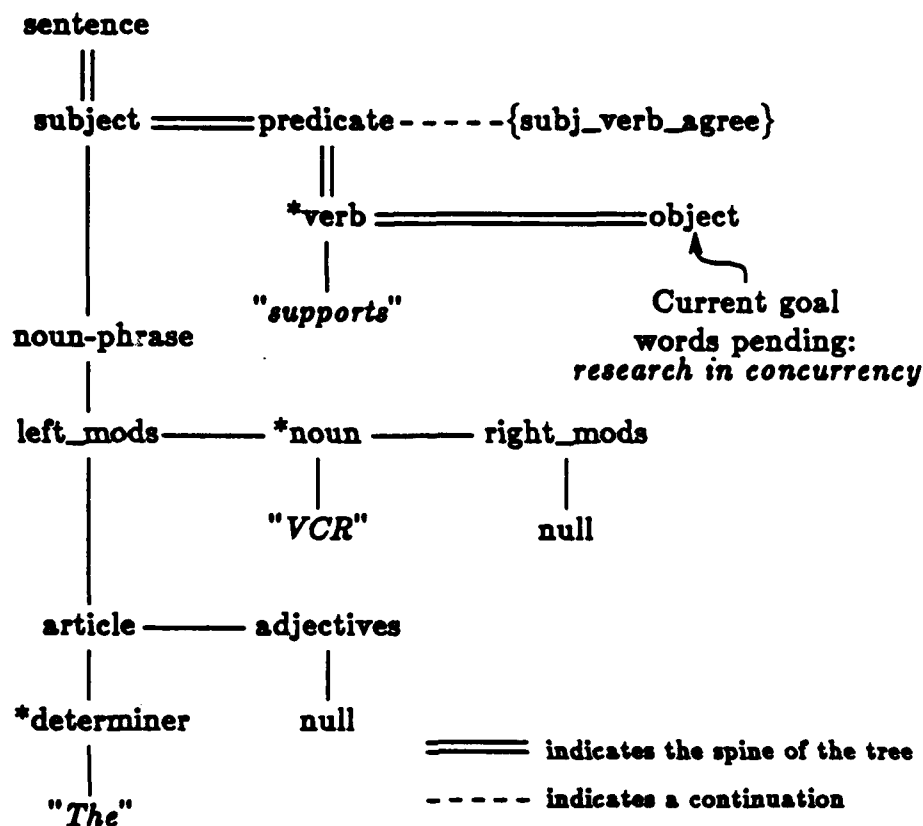 sentence
subject predicate {subj_verb_agree}
*verb object
"supports"
Current goal
words pending:
research in concurrency
noun-phrase
left_mods *noun right_mods
"VCR" null
article adjectives
*determiner null
"The"
indicates the spine of the tree
indicates a continuation